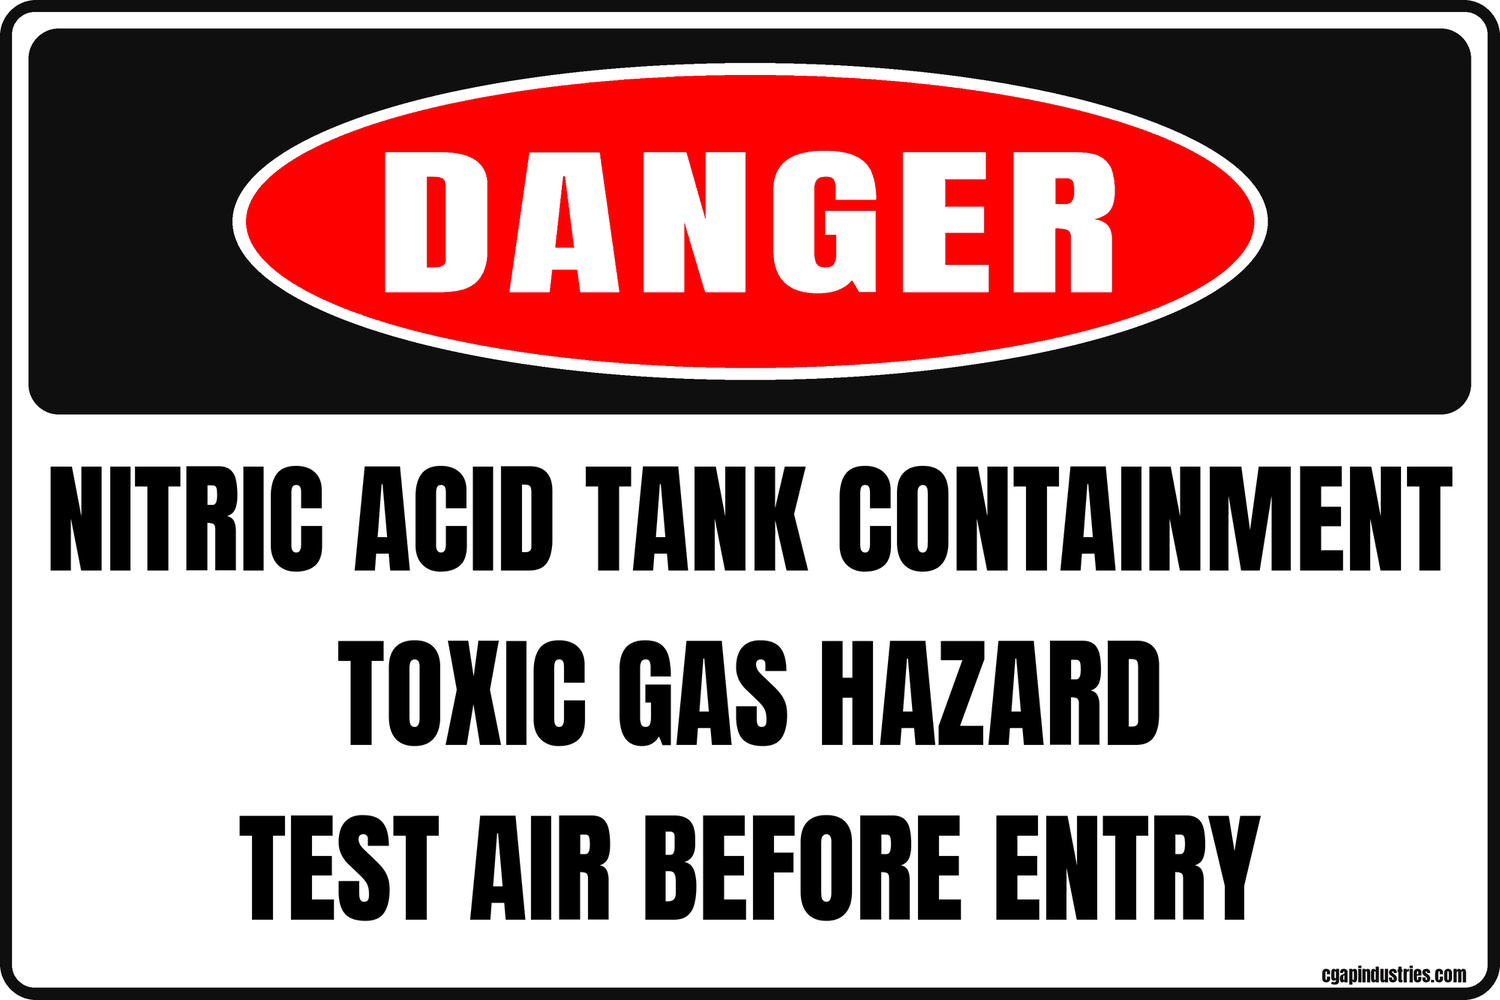 DANGER
NITRIC ACID TANK CONTAINMENT
TOXIC GAS HAZARD
TEST AIR BEFORE ENTRY
cgapindustries.com